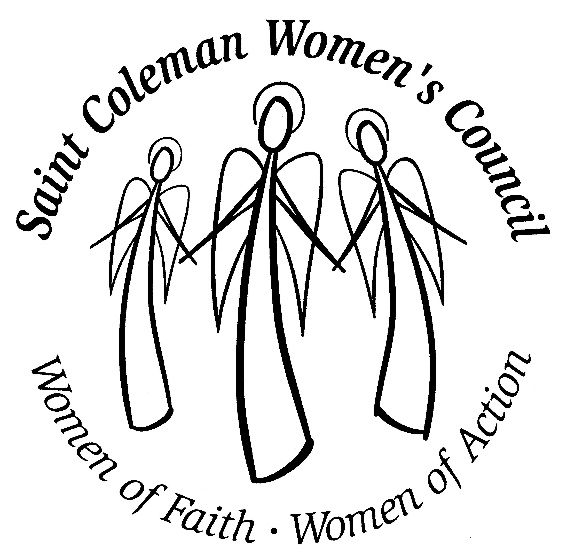 Saint Coleman Women's Council
Women of Faith · Women of Action